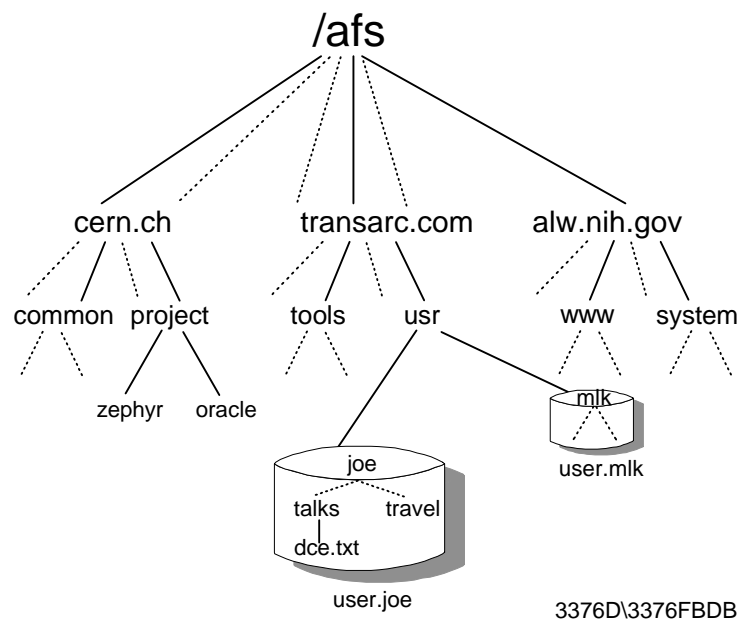 /afs
cern.ch transarc.com alw.nih.gov
common project tools usr www system
zephyr oracle mlk
user.mlk
joe
talks travel
dce.txt
user.joe
3376D\3376FBDB